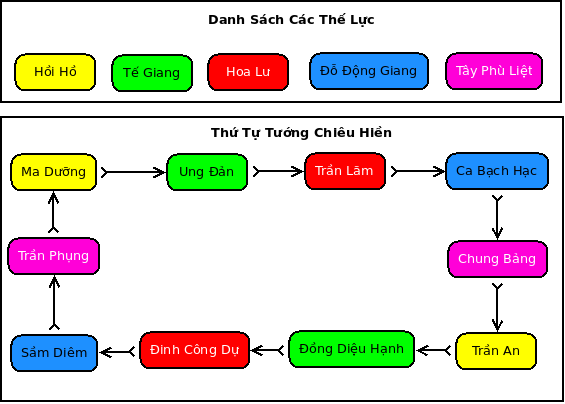 Danh Sách Các Thế Lực
Hồi Hồ
Tế Giang
Hoa Lư
Đỗ Động Giang
Tây Phù Liệt
Thứ Tự Tướng Chiêu Hiền
Ma Dưỡng
Ung Đản
Trần Lãm
Ca Bạch Hạc
Trần Phụng
Chung Bảng
Sầm Diêm
Đinh Công Dự
Đồng Diệu Hạnh
Trần An